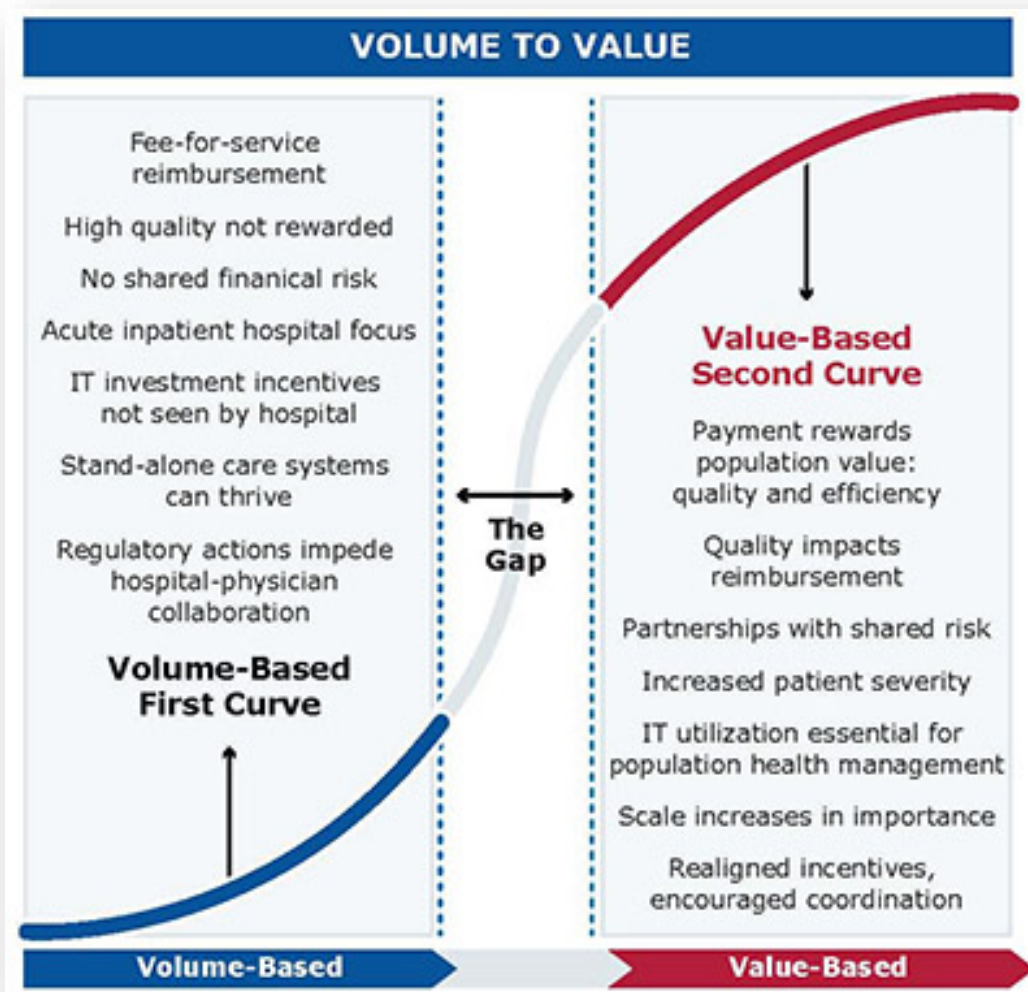 VOLUME TO VALUE
Fee-for-service
reimbursement
High quality not rewarded
No shared finanical risk
Acute inpatient hospital focus
IT investment incentives
not seen by hospital
Stand-alone care systems
can thrive
Regulatory actions impede
hospital-physician
collaboration
Volume-Based
First Curve
The
Gap
Value-Based
Second Curve
Payment rewards
population value:
quality and efficiency
Quality impacts
reimbursement
Partnerships with shared risk
Increased patient severity
IT utilization essential for
population health management
Scale increases in importance
Realigned incentives,
encouraged coordination
Volume-Based
Value-Based